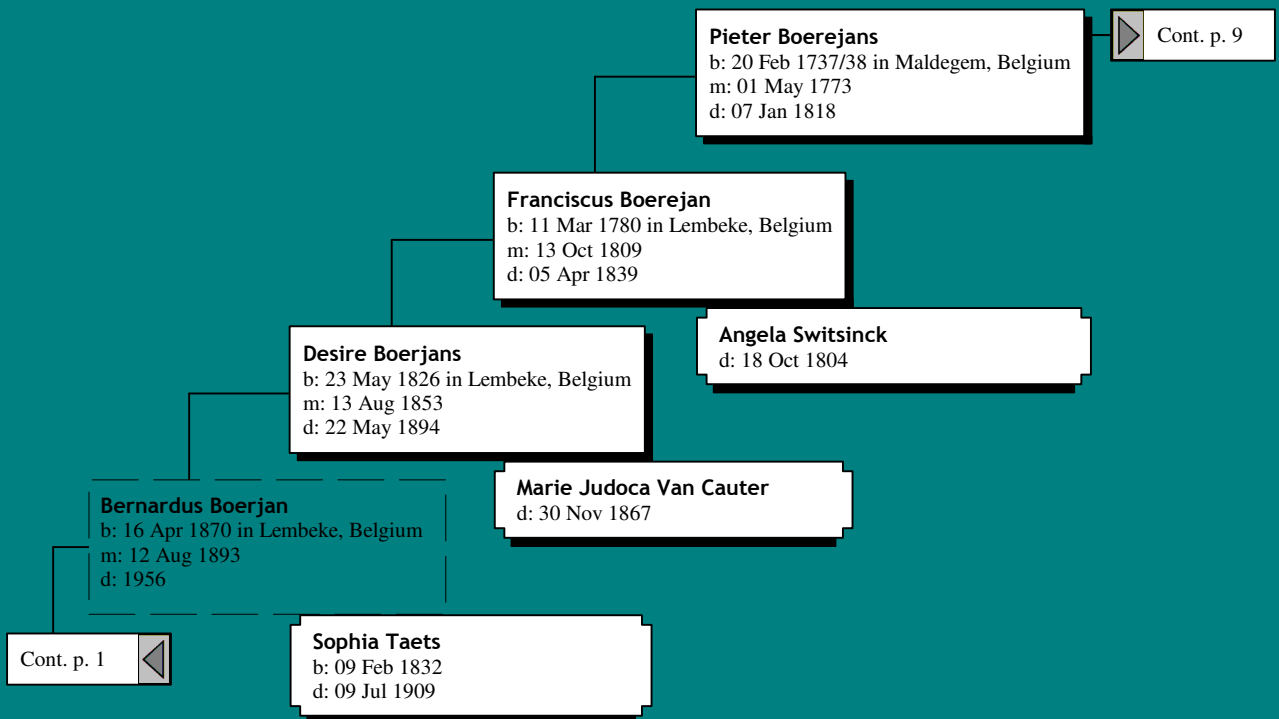 Pieter Boerejans
b: 20 Feb 1737/38 in Maldegem, Belgium
m: 01 May 1773
d: 07 Jan 1818
Cont. p. 9
Franciscus Boerejan
b: 11 Mar 1780 in Lembeke, Belgium
m: 13 Oct 1809
d: 05 Apr 1839
Angela Switsinck
d: 18 Oct 1804
Desire Boerjans
b: 23 May 1826 in Lembeke, Belgium
m: 13 Aug 1853
d: 22 May 1894
Marie Judoca Van Cauter
d: 30 Nov 1867
Bernardus Boerjan
b: 16 Apr 1870 in Lembeke, Belgium
m: 12 Aug 1893
d: 1956
Cont. p. 1
Sophia Taets
b: 09 Feb 1832
d: 09 Jul 1909